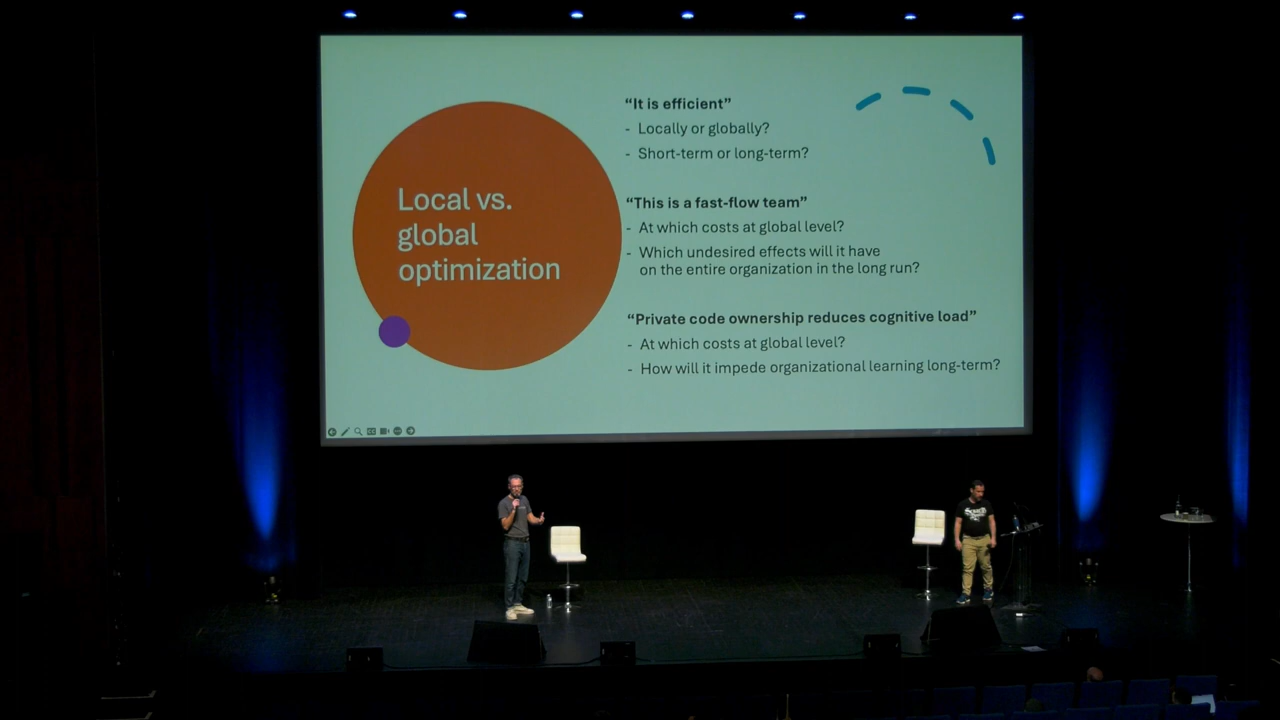 Local vs.
global
optimization
“It is efficient”
- Locally or globally?
- Short-term or long-term?
“This is a fast-flow team”
- At which costs at global level?
- Which undesired effects will it have
on the entire organization in the long run?
“Private code ownership reduces cognitive load”
- At which costs at global level?
- How will it impede organizational learning long-term?